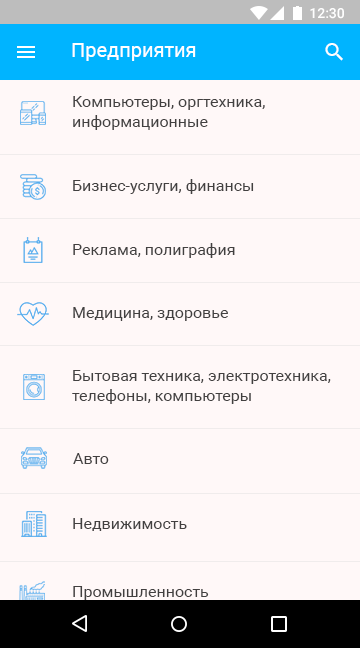 12:30
Предприятия
Компьютеры, оргтехника,
информационные
Бизнес-услуги, финансы
Реклама, полиграфия
Медицина, здоровье
Бытовая техника, электротехника,
телефоны, компьютеры
Авто
Недвижимость
Промышленность